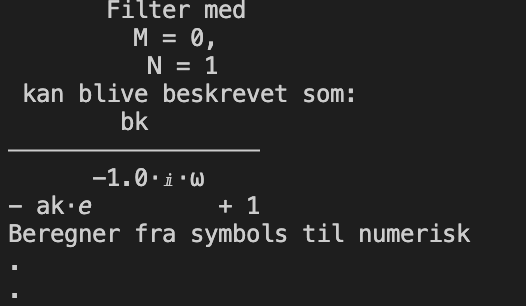 Filter med
M = 0,
N = 1
kan blive beskrevet som:
bk
-1.0⋅ⅈ⋅ω
- ak⋅ℯ + 1
Beregner fra symbols til numerisk
.
.